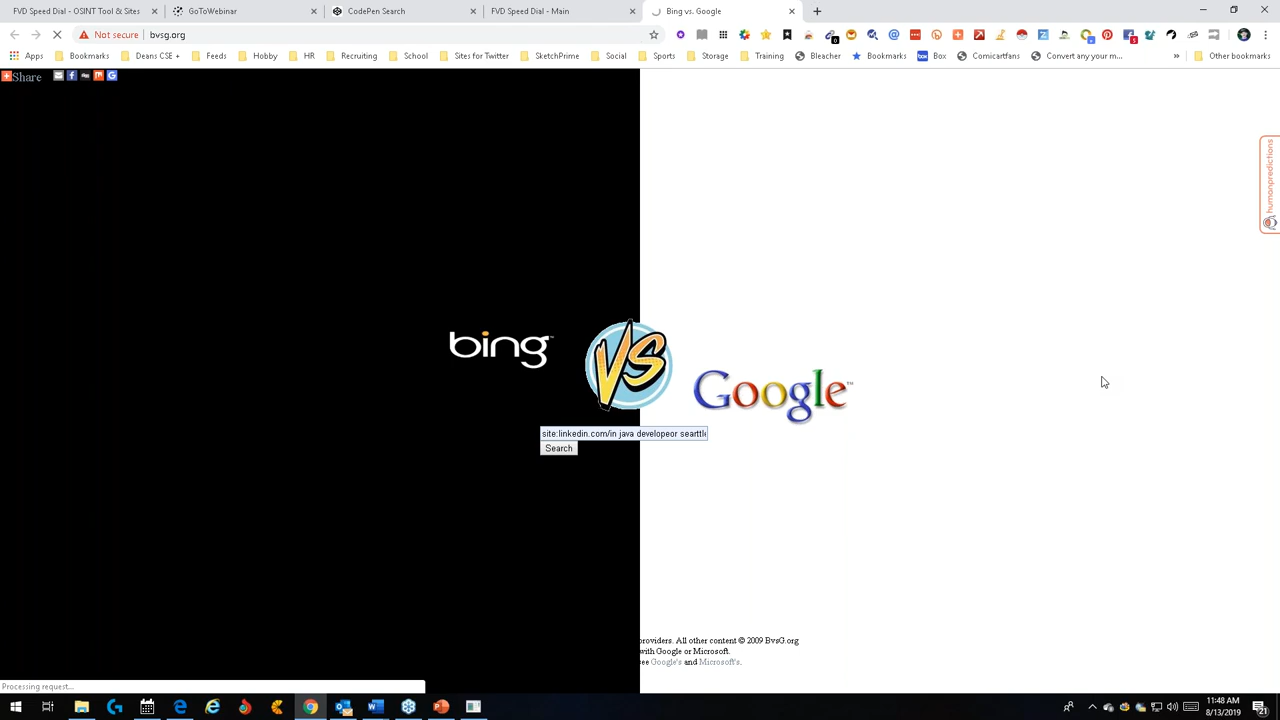 FVD Speed Dial - OSINT Tool & Sites
GoToWebinar
CodePen Search
FVD Speed Dial - Main
Bing vs. Google
Not secure
bvsg.org
Apps
Bookmarks
Deans CSE +
Feeds
Hobby
HR
Recruiting
School
Sites for Twitter
SketchPrime
Social
Sports
Storage
Training
Bleacher
Bookmarks
Box
Comicartfans
Convert any your m...
»
Other bookmarks
Share
humanpredictions
bing
VS
Google
site:linkedin.com/in java developeor searttle
Search
providers. All other content © 2009 BvsG.org
with Google or Microsoft.
see Google's and Microsoft's.
Processing request...
11:48 AM
8/13/2019
21